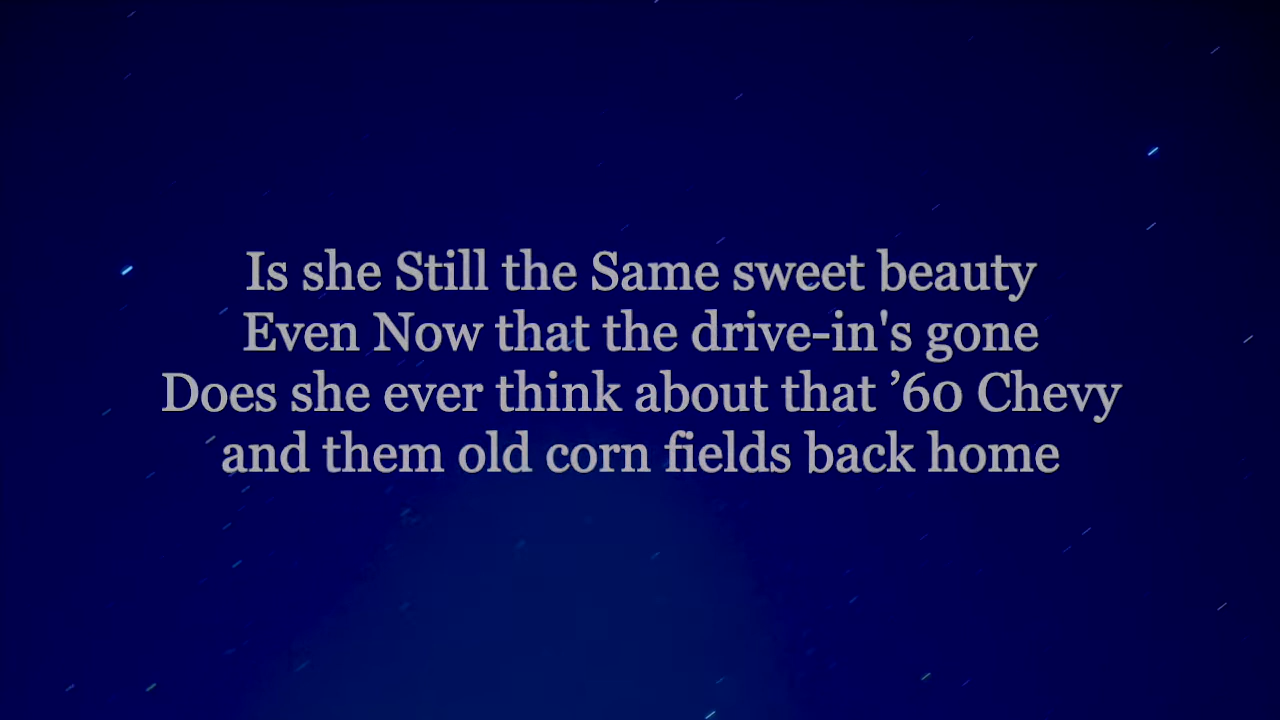 Is she Still the Same sweet beauty
Even Now that the drive-in's gone
Does she ever think about that ’60 Chevy
and them old corn fields back home